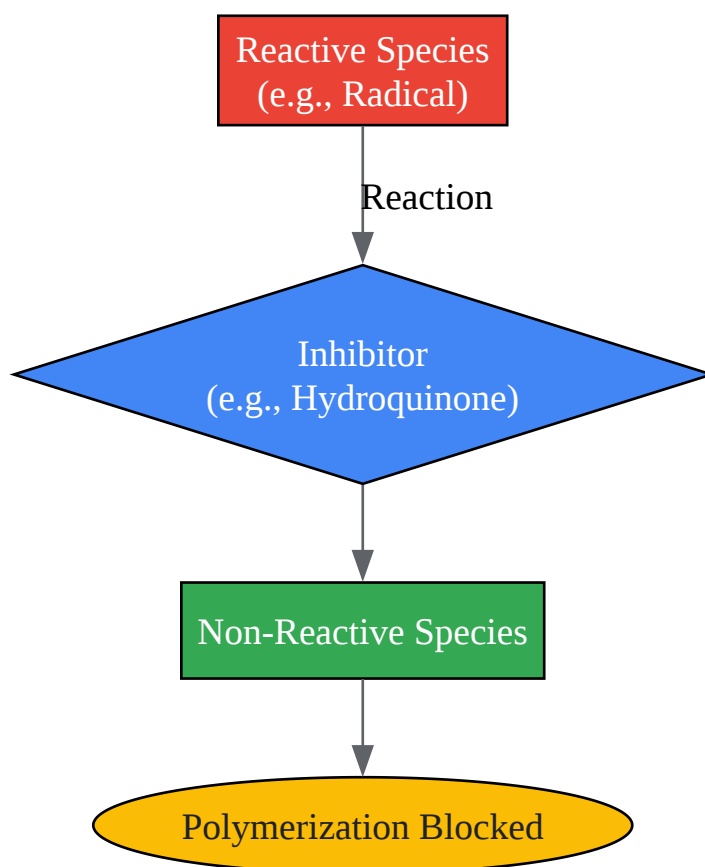 Reactive Species
(e.g., Radical)
Reaction
Inhibitor
(e.g., Hydroquinone)
Non-Reactive Species
Polymerization Blocked